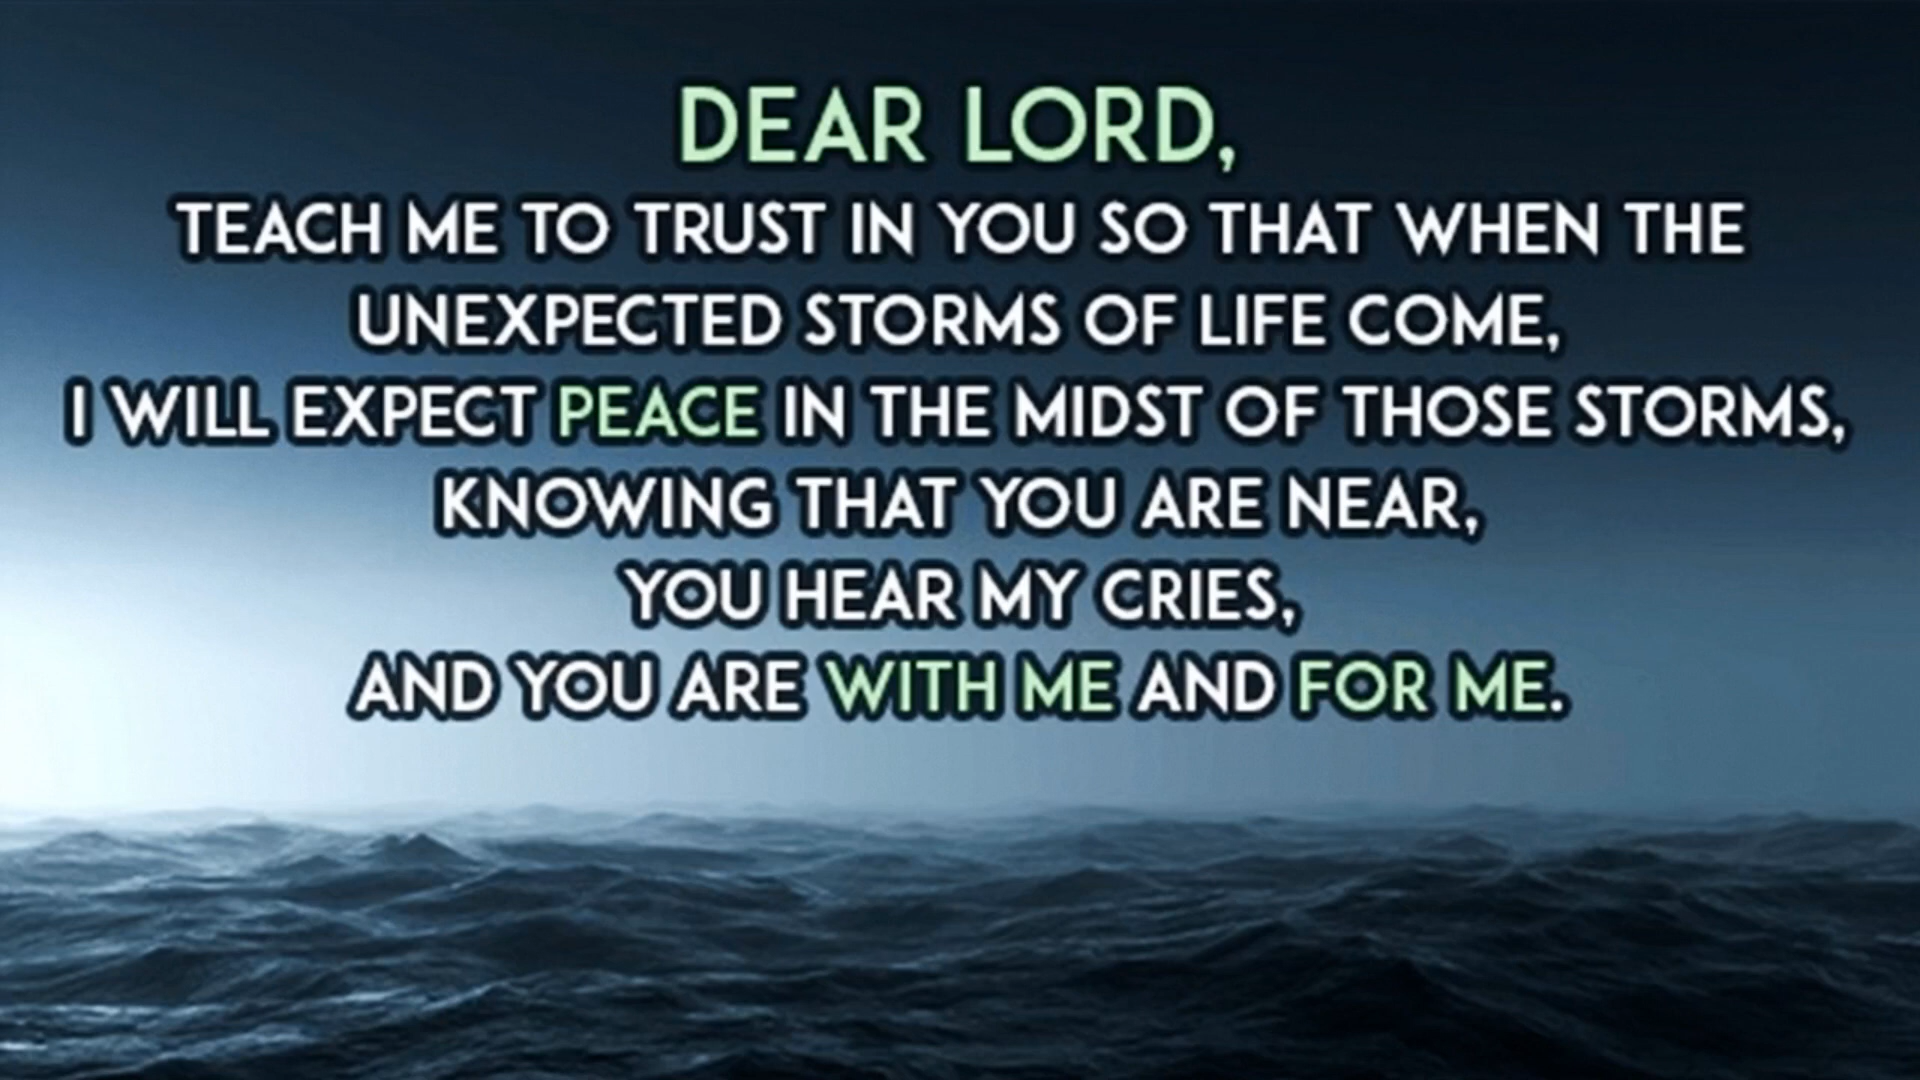 DEAR LORD,
TEACH ME TO TRUST IN YOU SO THAT WHEN THE
UNEXPECTED STORMS OF LIFE COME,
I WILL EXPECT PEACE IN THE MIDST OF THOSE STORMS,
KNOWING THAT YOU ARE NEAR,
YOU HEAR MY CRIES,
AND YOU ARE WITH ME AND FOR ME.